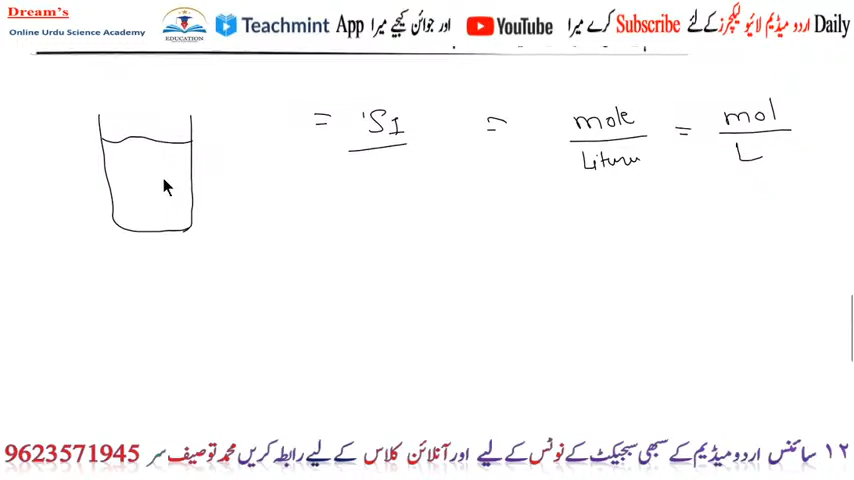 Dream's
Online Urdu Science Academy
EDUCATION
Teachmint App اور جوائن کیجیے میرا YouTube کرے میرا Subscribe اردو میڈیم لائیو لیکچرز کے لئے Daily
= SI = mole / = mol / L
۱۲ سائنس اردو میڈیم کے سبھی سبجیکٹ کے نوٹس کے لیے اور آنلائن کلاس کے لیے رابطہ کریں محمد توصیف سر 9623571945